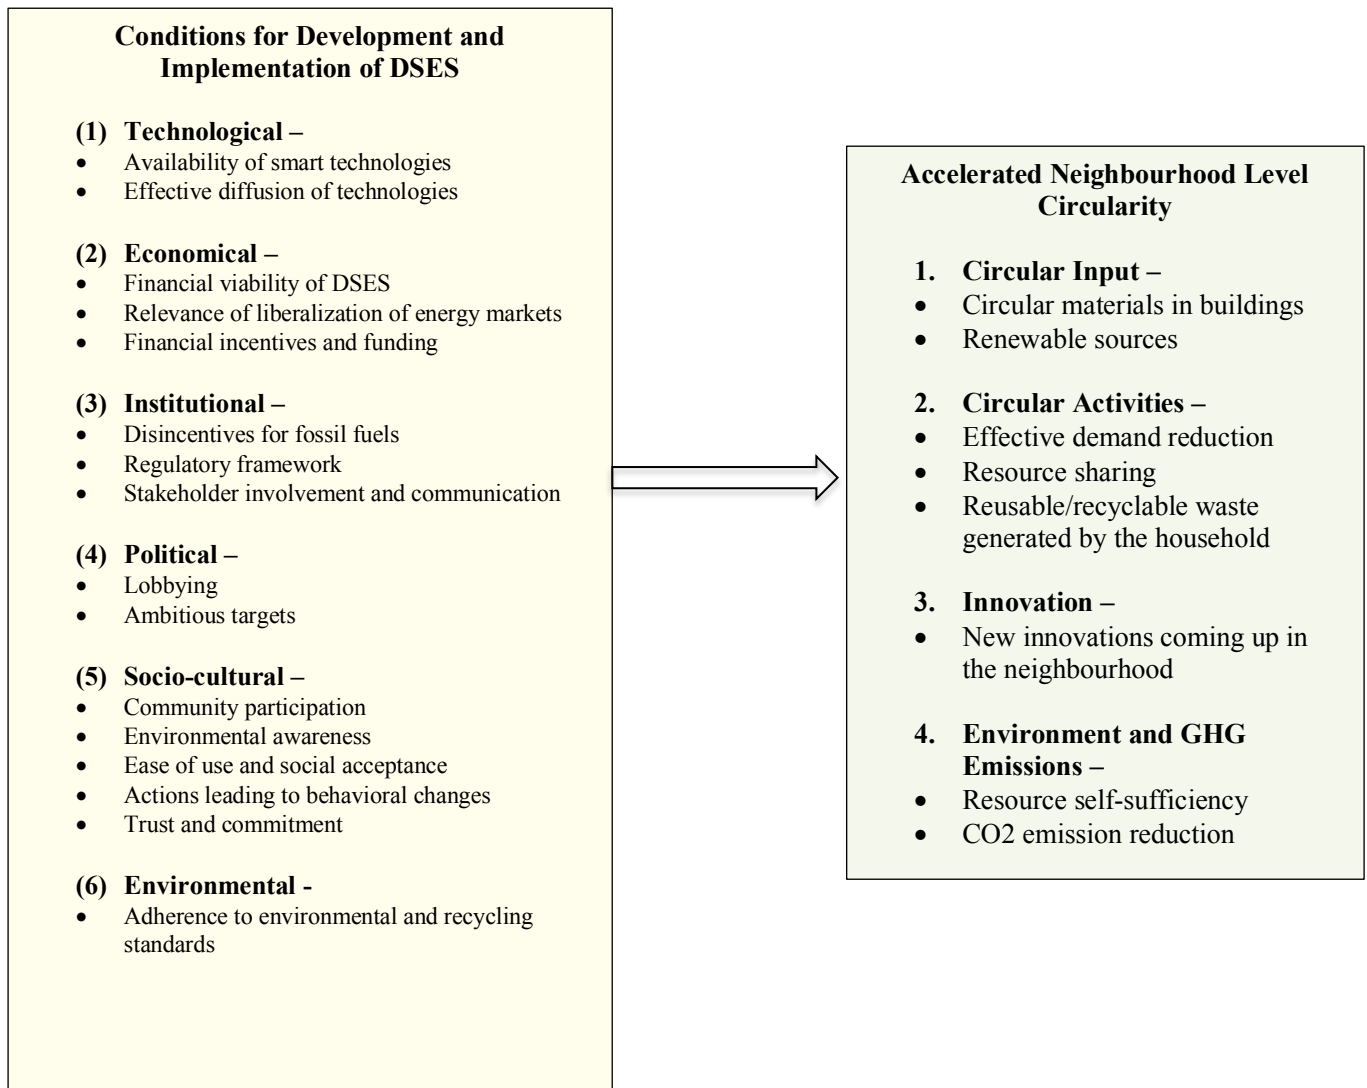 Conditions for Development and
Implementation of DSES
(1) Technological –
• Availability of smart technologies
• Effective diffusion of technologies
(2) Economical –
• Financial viability of DSES
• Relevance of liberalization of energy markets
• Financial incentives and funding
(3) Institutional –
• Disincentives for fossil fuels
• Regulatory framework
• Stakeholder involvement and communication
(4) Political –
• Lobbying
• Ambitious targets
(5) Socio-cultural –
• Community participation
• Environmental awareness
• Ease of use and social acceptance
• Actions leading to behavioral changes
• Trust and commitment
(6) Environmental -
• Adherence to environmental and recycling
standards
Accelerated Neighbourhood Level
Circularity
1. Circular Input –
• Circular materials in buildings
• Renewable sources
2. Circular Activities –
• Effective demand reduction
• Resource sharing
• Reusable/recyclable waste
generated by the household
3. Innovation –
• New innovations coming up in
the neighbourhood
4. Environment and GHG
Emissions –
• Resource self-sufficiency
• CO2 emission reduction